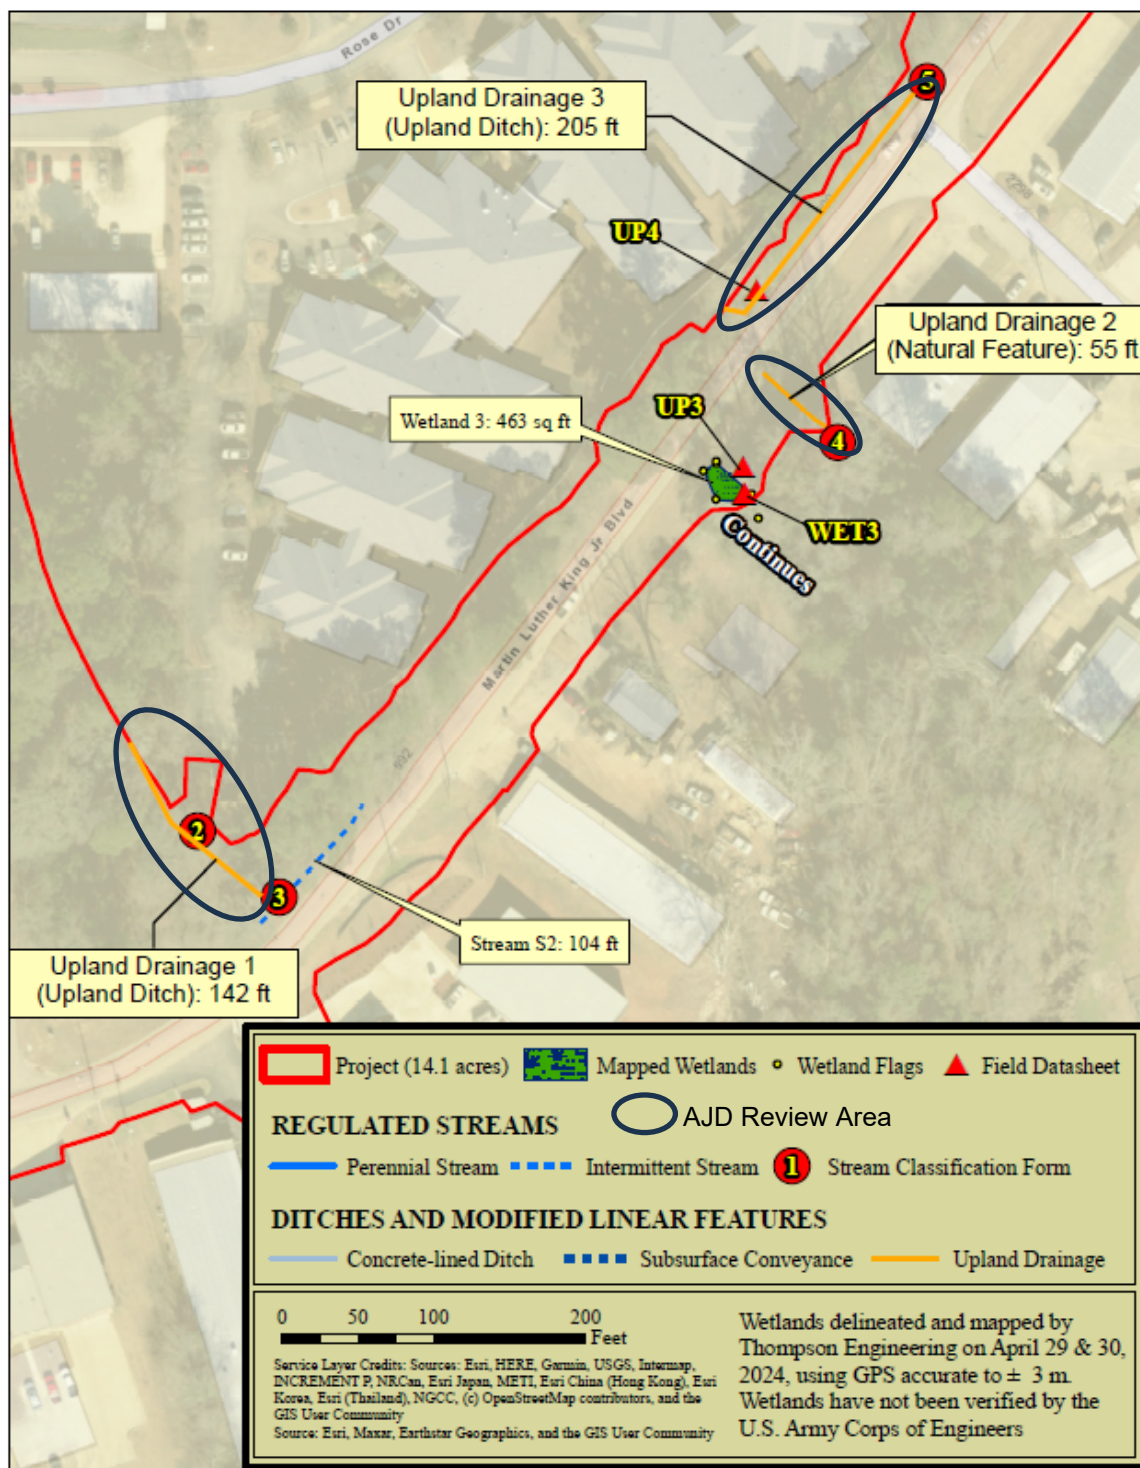 Rose Dr
5
Upland Drainage 3
(Upland Ditch): 205 ft
2298
UP4
Upland Drainage 2
(Natural Feature): 55 ft
UP3
Wetland 3: 463 sq ft
4
WET3
Continues
Martin Luther King Jr Blvd
992
2
3
Stream S2: 104 ft
Upland Drainage 1
(Upland Ditch): 142 ft
Project (14.1 acres)
Mapped Wetlands
Wetland Flags
Field Datasheet
AJD Review Area
REGULATED STREAMS
Perennial Stream
Intermittent Stream
1
Stream Classification Form
DITCHES AND MODIFIED LINEAR FEATURES
Concrete-lined Ditch
Subsurface Conveyance
Upland Drainage
0 50 100 200
Feet
Service Layer Credits: Sources: Esri, HERE, Garmin, USGS, Intermap,
INCREMENT P, NRCan, Esri Japan, METI, Esri China (Hong Kong), Esri
Korea, Esri (Thailand), NGCC, (c) OpenStreetMap contributors, and the
GIS User Community
Source: Esri, Maxar, Earthstar Geographics, and the GIS User Community
Wetlands delineated and mapped by
Thompson Engineering on April 29 & 30,
2024, using GPS accurate to ± 3 m.
Wetlands have not been verified by the
U.S. Army Corps of Engineers